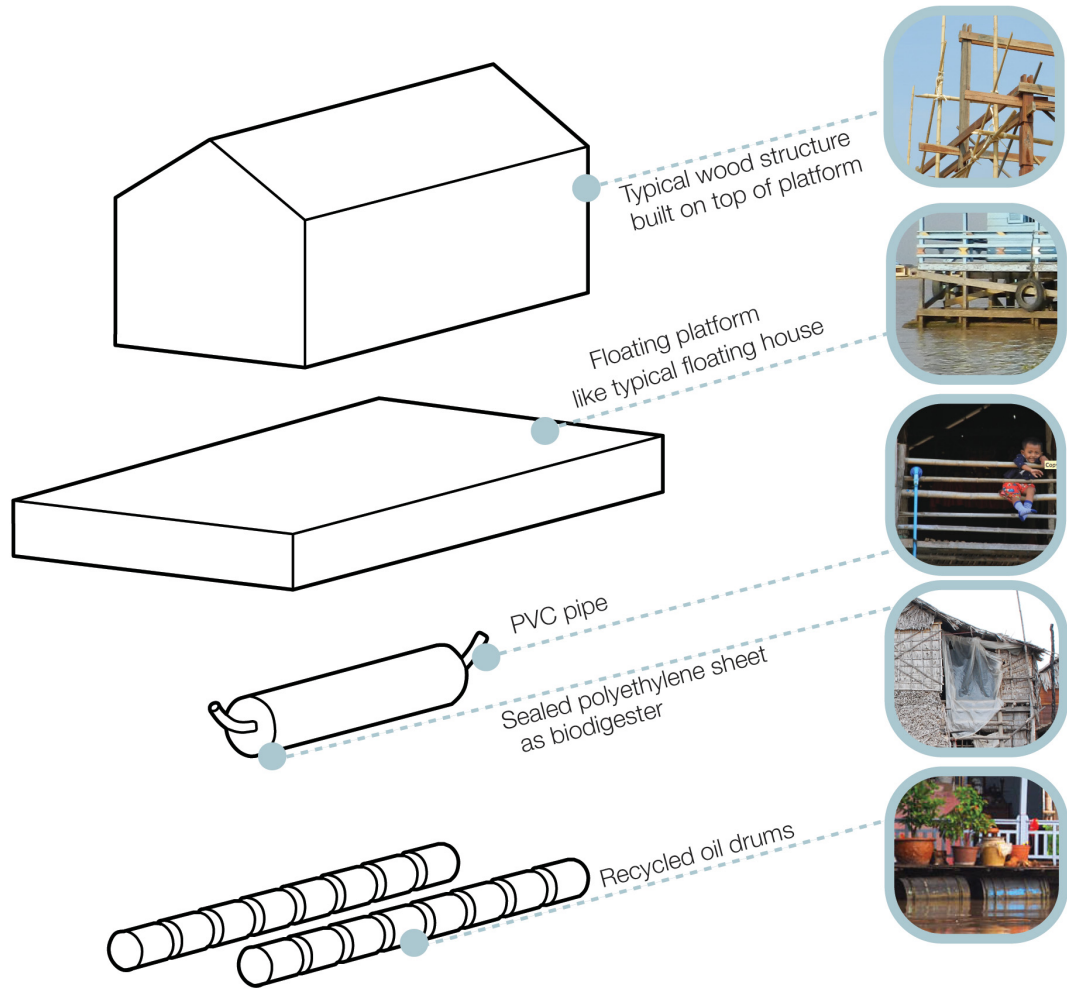 Typical wood structure
built on top of platform
Floating platform
like typical floating house
PVC pipe
Sealed polyethylene sheet
as biodigester
Recycled oil drums